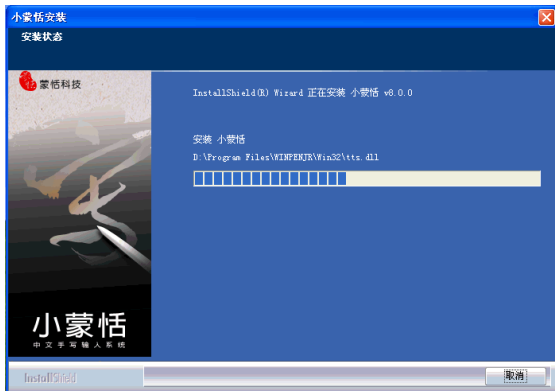 小蒙恬安装
安装状态
蒙恬科技
InstallShield(R) Wizard 正在安装 小蒙恬 v6.0.0
安装 小蒙恬
D:\Program Files\WINPENJR\Win32\tts.dll
小蒙恬
中文手写输入系统
InstallShield
取消